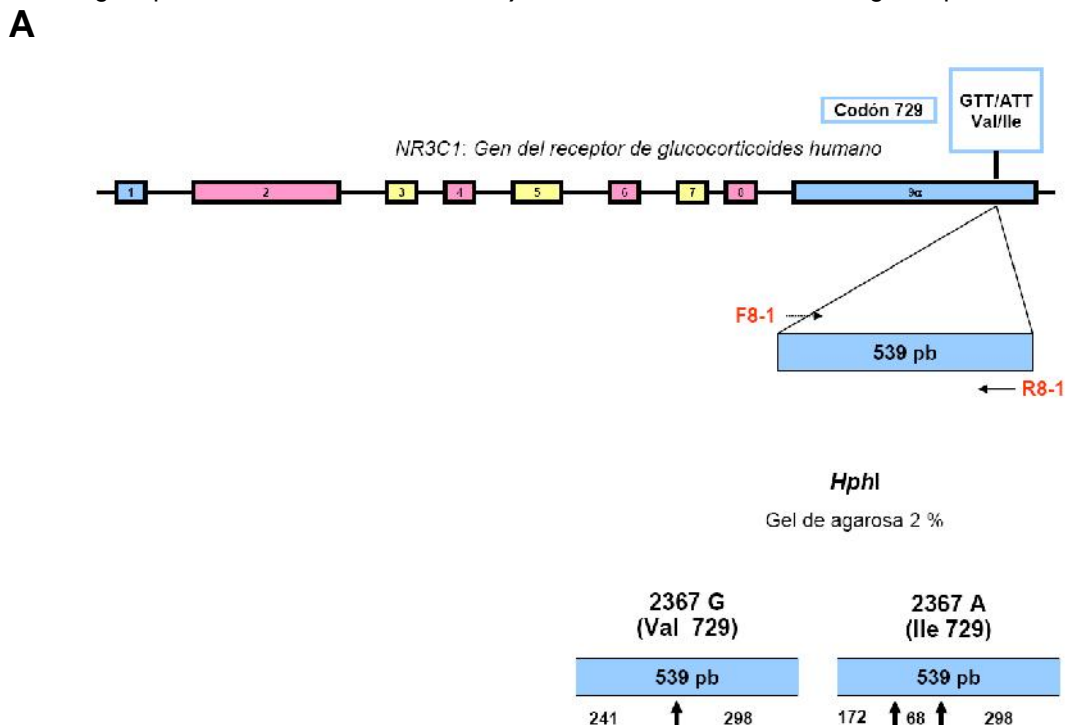 A
GTT/ATT
Val/Ile
Codón 729
NR3C1: Gen del receptor de glucocorticoides humano
1 2 3 4 5 6 7 8 9α
F8-1
539 pb
R8-1
HphI
Gel de agarosa 2 %
2367 G
(Val 729)
2367 A
(Ile 729)
539 pb 539 pb
241 298 172 68 298